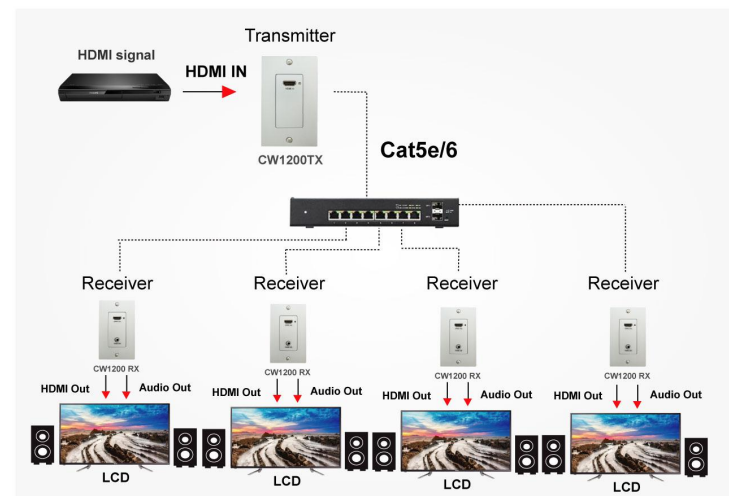 Transmitter
HDMI signal
HDMI IN
CW1200TX
Cat5e/6
Receiver
Receiver
Receiver
Receiver
CW1200 RX
CW1200 RX
CW1200 RX
CW1200 RX
HDMI Out
Audio Out
HDMI Out
Audio Out
HDMI Out
Audio Out
HDMI Out
Audio Out
LCD
LCD
LCD
LCD